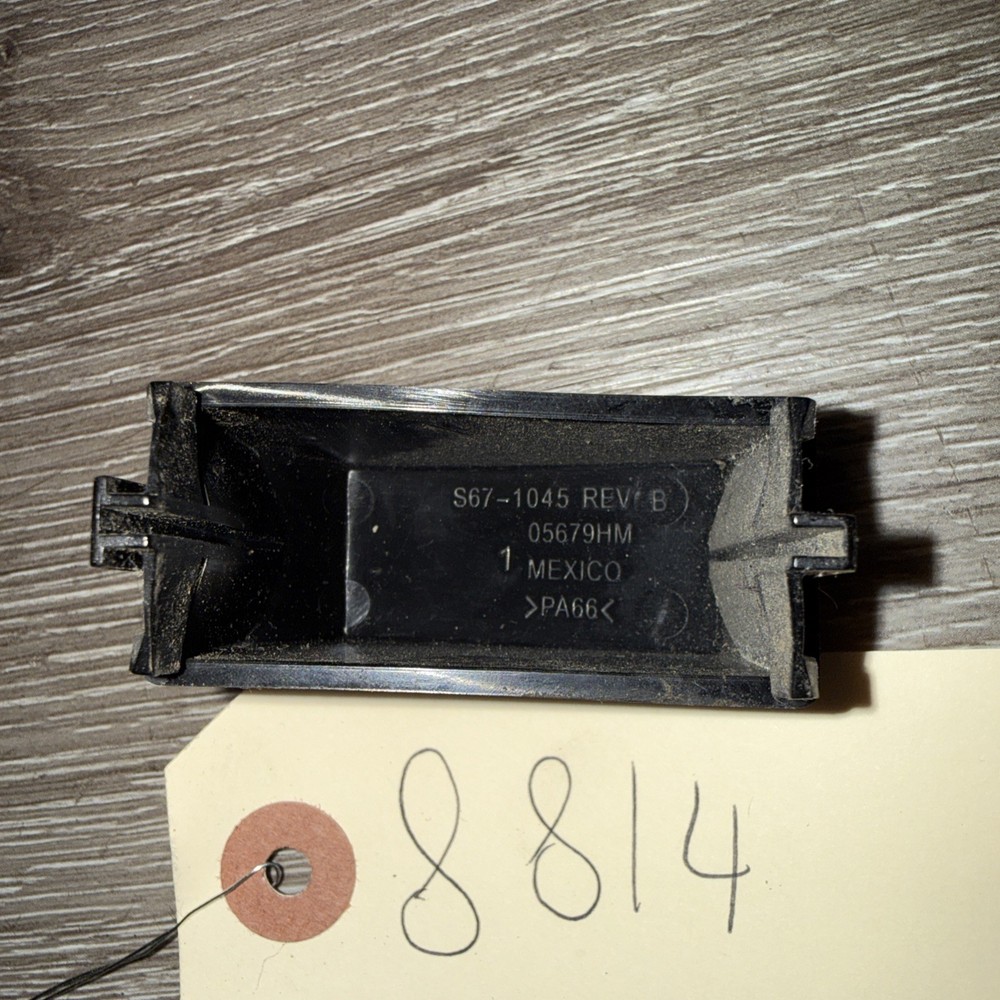 S67-1045 REV B
05679HM
1 MEXICO
>PA66<
8814